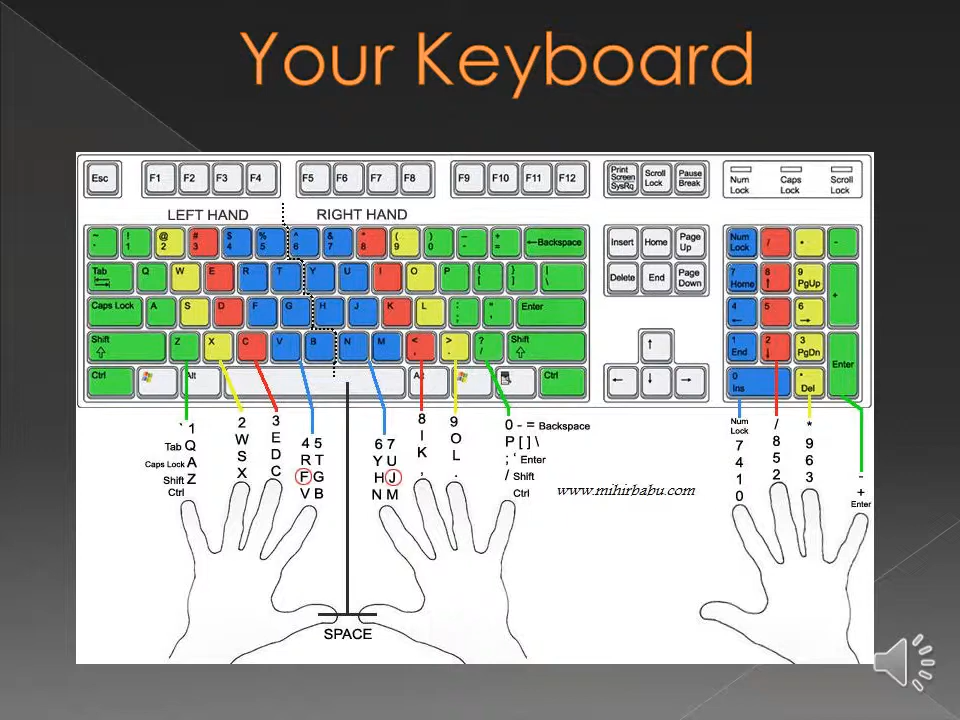 Your Keyboard
Esc F1 F2 F3 F4 F5 F6 F7 F8 F9 F10 F11 F12 Print Screen SysRq Scroll Lock Pause Break Num Lock Caps Lock Scroll Lock
LEFT HAND RIGHT HAND
~ ` ! 1 @ 2 # 3 $ 4 % 5 ^ 6 & 7 * 8 ( 9 ) 0 _ - + = ←Backspace Insert Home Page Up Num Lock / * -
Tab Q W E R T Y U I O P { [ } ] | \ Delete End Page Down 7 Home 8 ↑ 9 PgUp +
Caps Lock A S D F G H J K L : ; " ' Enter 4 ← 5 6 →
Shift Z X C V B N M < , > . ? / Shift ↑ 1 End 2 ↓ 3 PgDn Enter
Ctrl Alt Ctrl ← ↓ → 0 Ins • Del
` 1 2 3 4 5 6 7 8 9 0 - = Backspace Num Lock / *
Tab Q W E R T Y U I O P [ ] \ 7 8 9 -
Caps Lock A S D F G H J K L ; ' Enter 4 5 6 +
Shift Z X C V B N M , . / Shift 1 2 3 Enter
Ctrl Ctrl 0
www.mihirbabu.com
SPACE